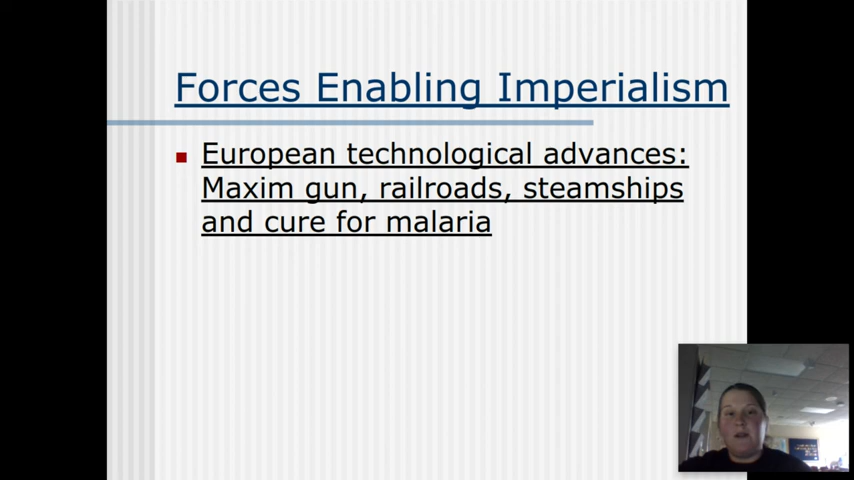 Forces Enabling Imperialism
European technological advances:
Maxim gun, railroads, steamships
and cure for malaria